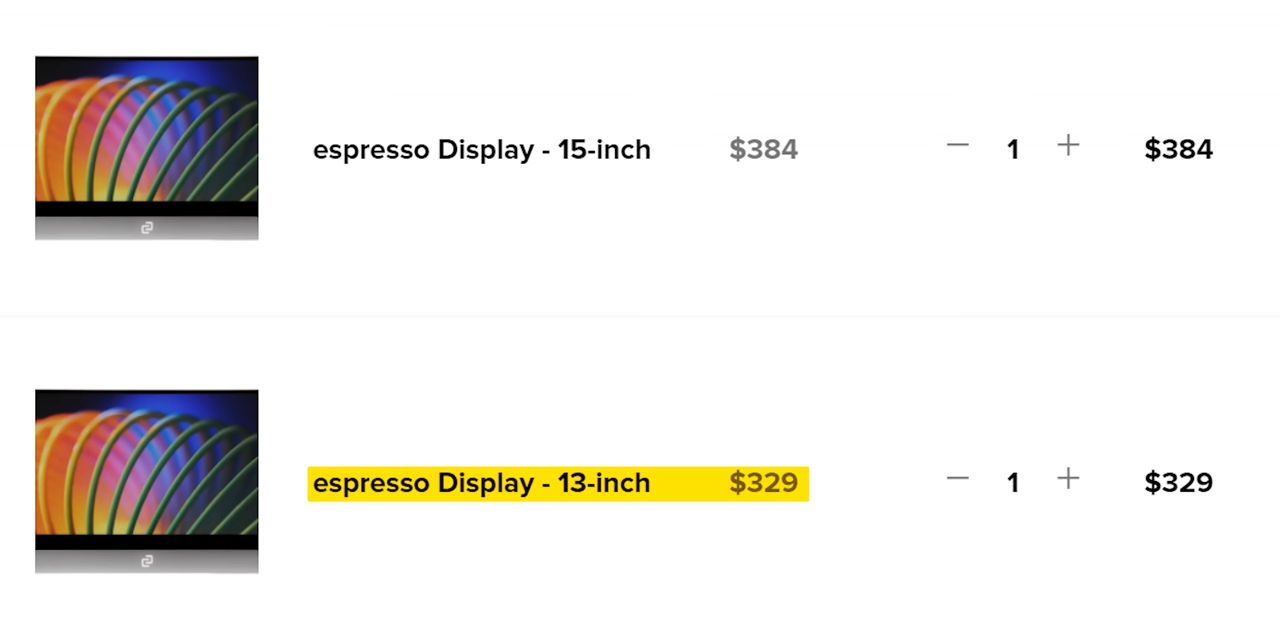 espresso Display - 15-inch $384 − 1 + $384
espresso Display - 13-inch $329 − 1 + $329